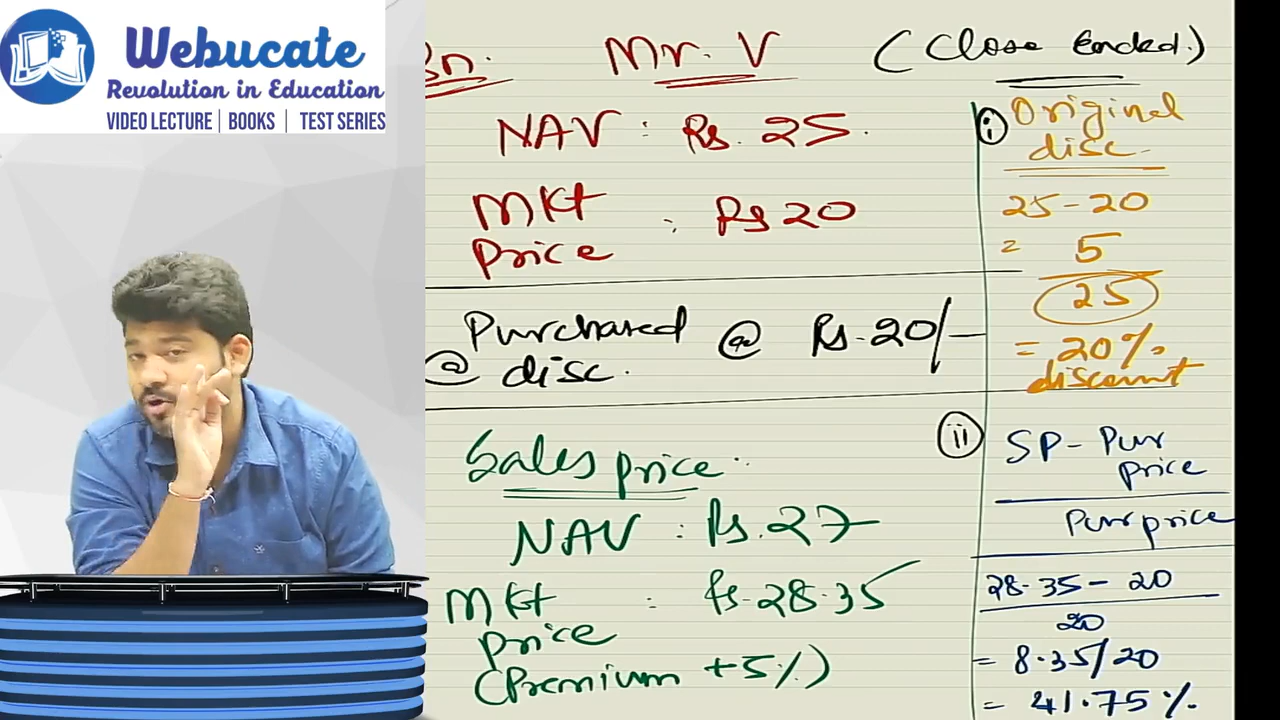 Webucate
Revolution in Education
VIDEO LECTURE | BOOKS | TEST SERIES
Mr. V (Close Ended.)
NAV : Rs. 25.
Mkt Price : Rs 20
Purchased @ Rs. 20/-
@ disc.
Sales price.
NAV : Rs. 27
Mkt price : Rs. 28.35
(Premium +5%)
i) Original
disc.
25-20
= 5
25
= 20%
discount
ii) SP - Pur
price
Pur price
28.35 - 20
20
= 8.35/20
= 41.75%